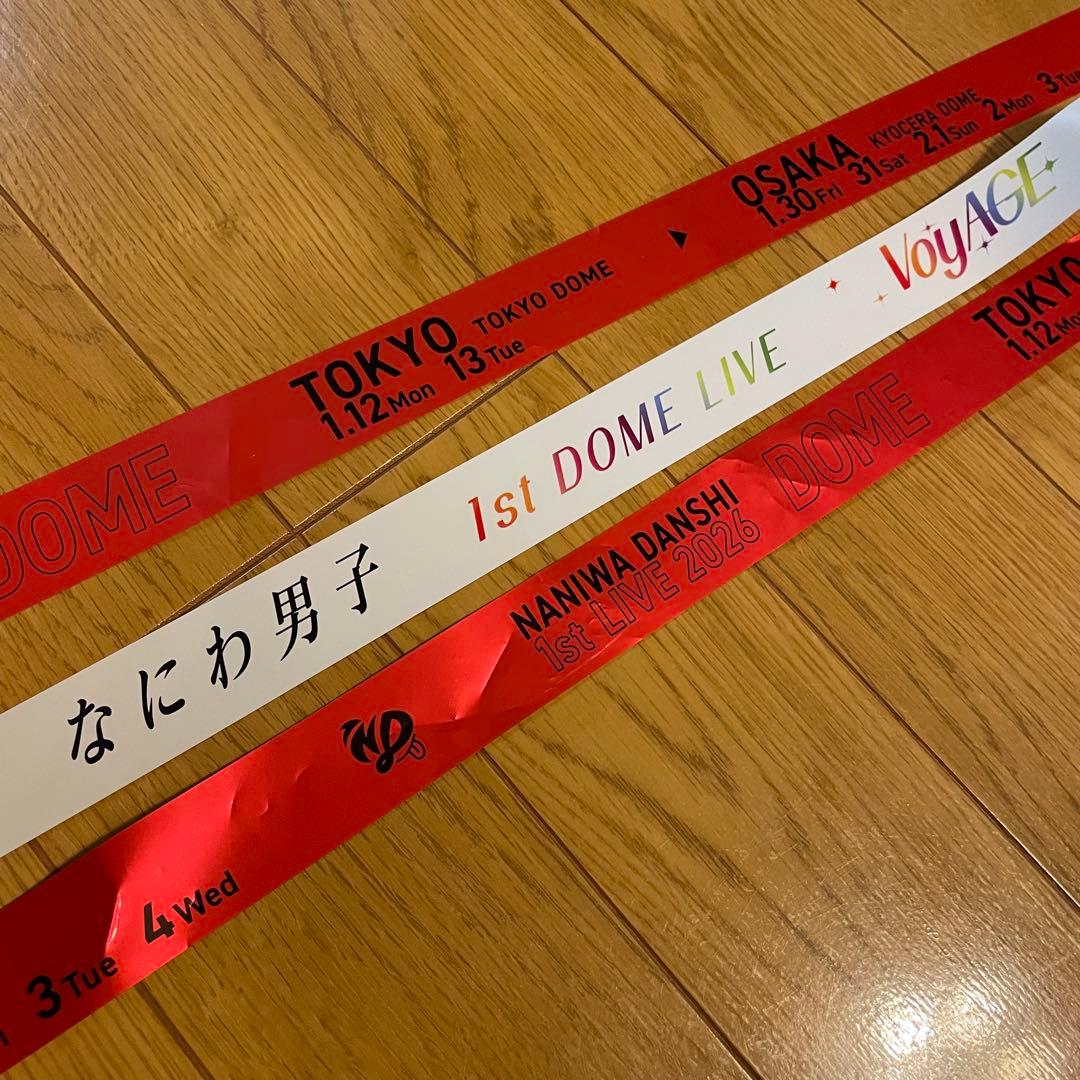 DOME
TOKYO TOKYO DOME
1.12 Mon 13 Tue
▶
OSAKA KYOCERA DOME
1.30 Fri 31 Sat 2.1 Sun 2 Mon 3 Tue
なにわ男子 1st DOME LIVE VoyAGE
3 Tue 4 Wed
ND
NANIWA DANSHI
1st LIVE 2026
DOME
TOKYO
1.12 Mon